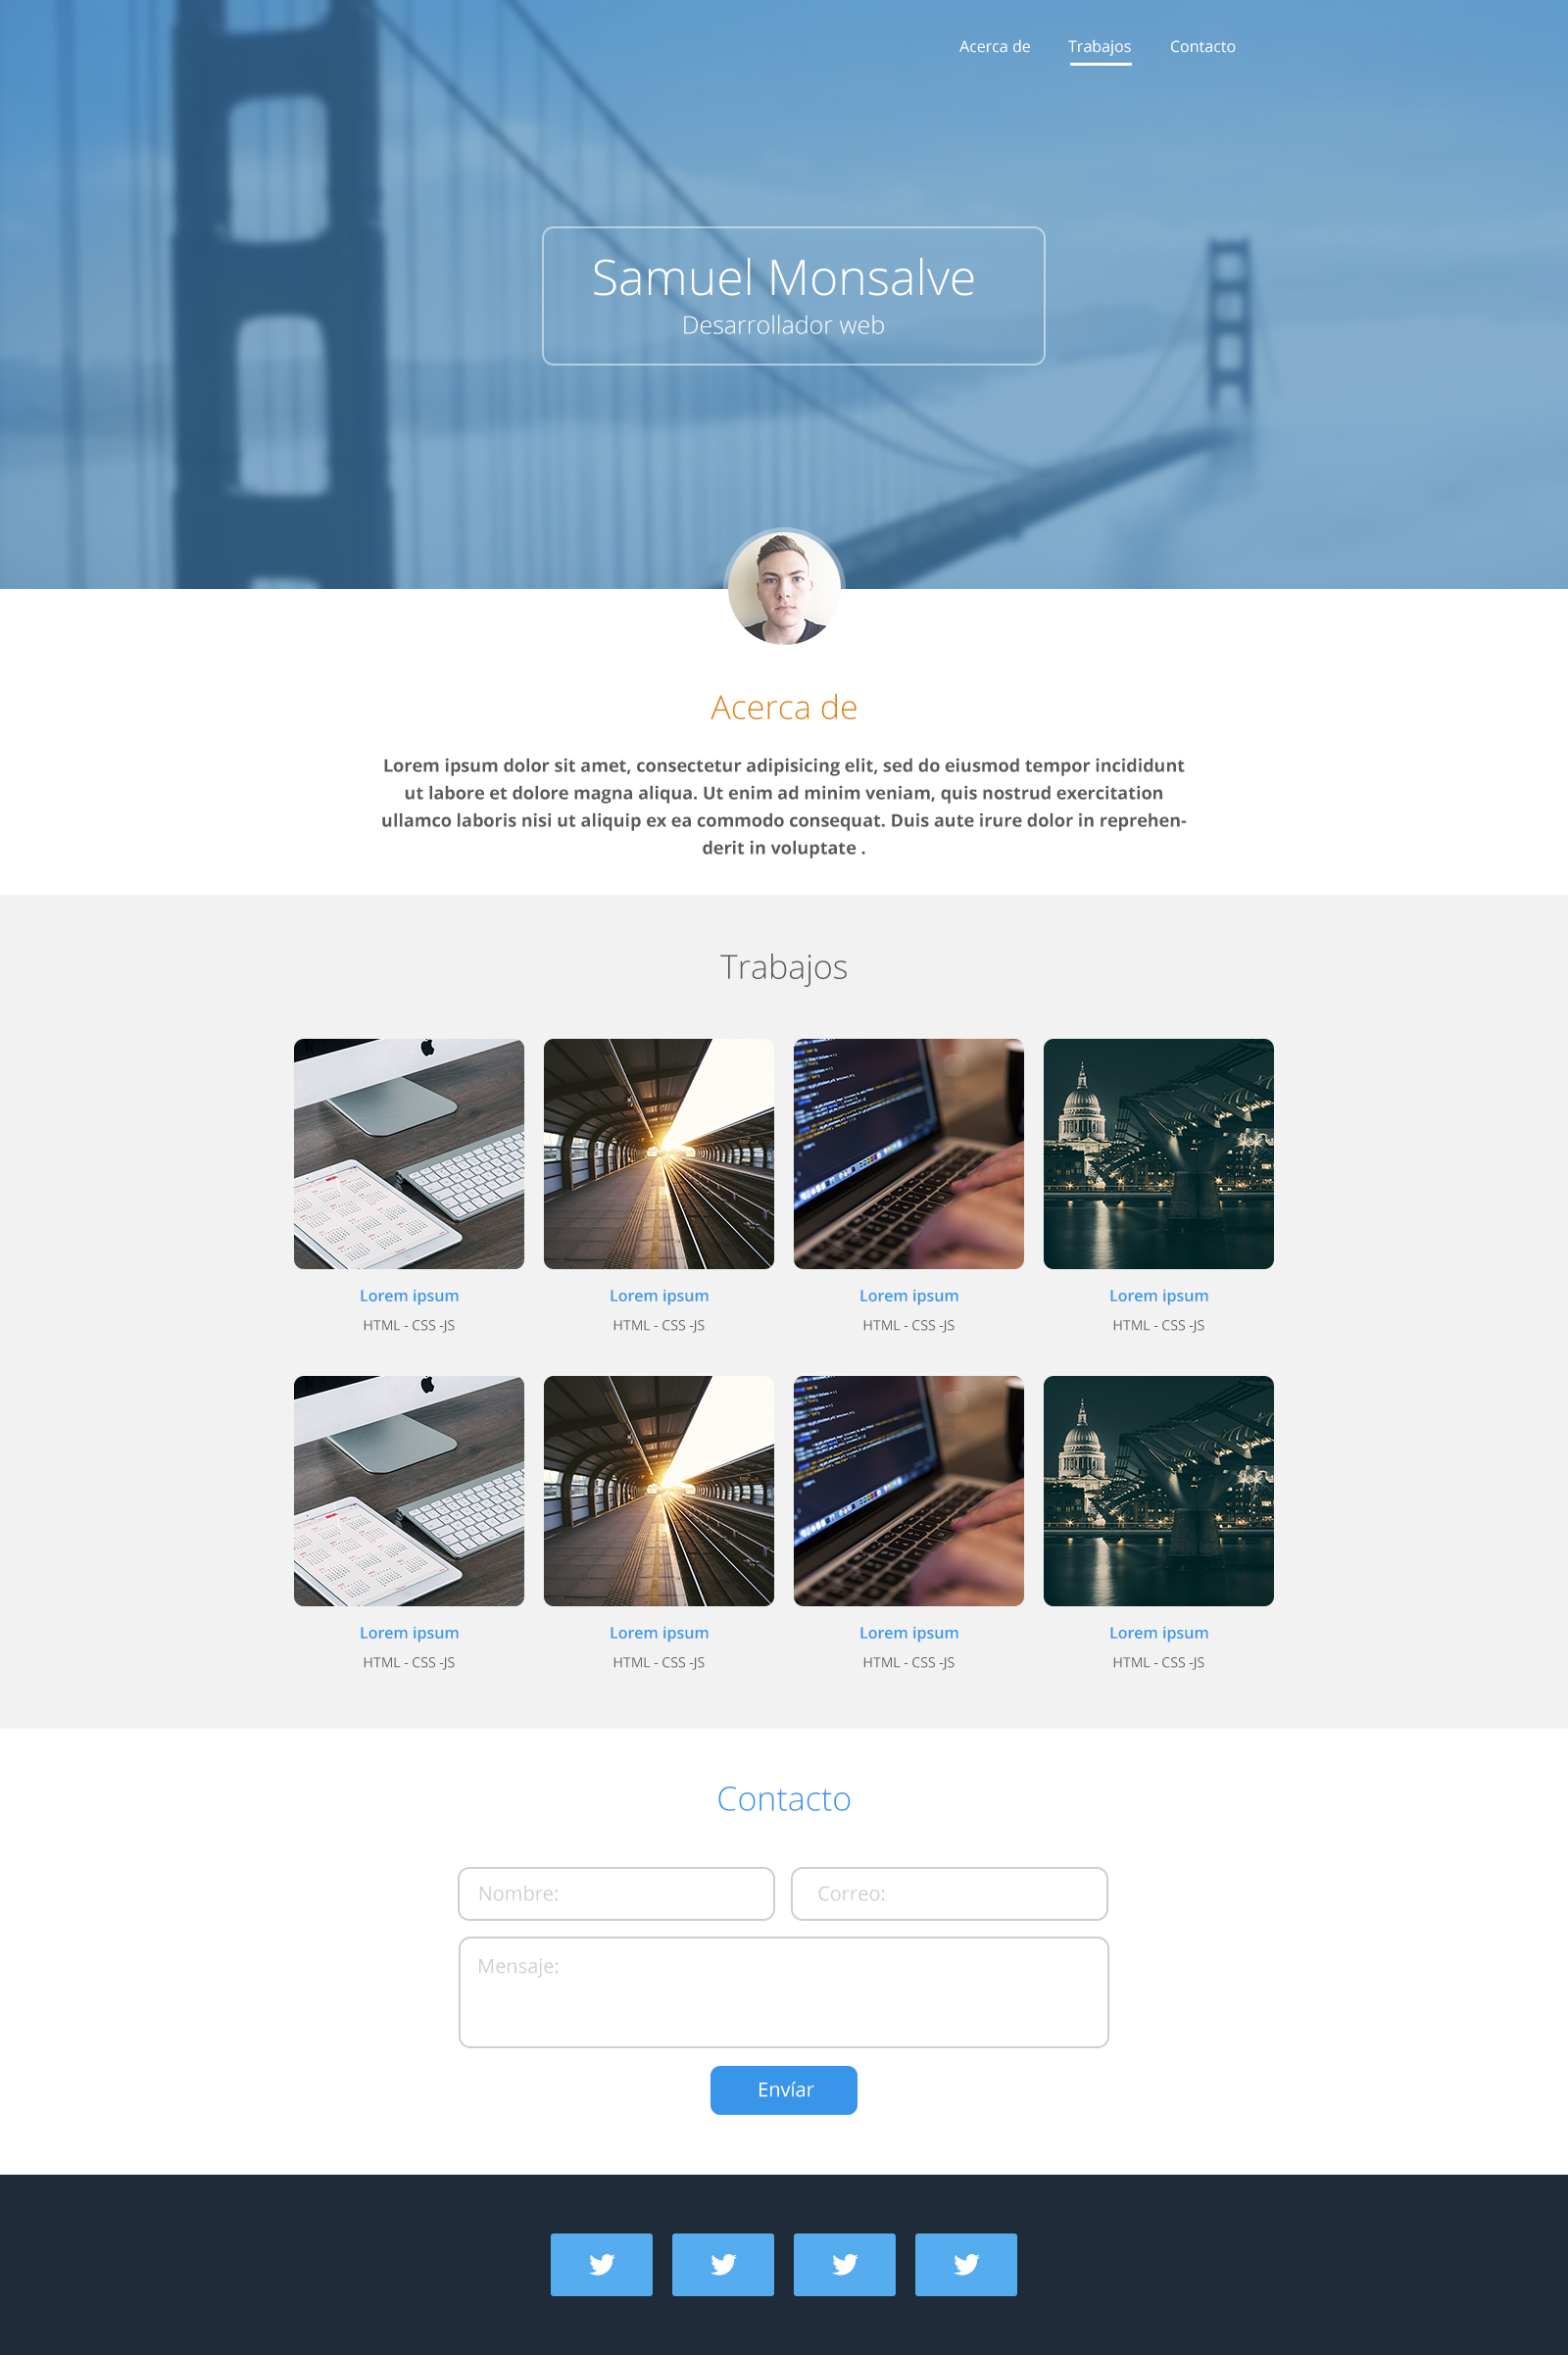 Acerca de
Trabajos
Contacto
Samuel Monsalve
Desarrollador web
Acerca de
Lorem ipsum dolor sit amet, consectetur adipisicing elit, sed do eiusmod tempor incididunt
ut labore et dolore magna aliqua. Ut enim ad minim veniam, quis nostrud exercitation
ullamco laboris nisi ut aliquip ex ea commodo consequat. Duis aute irure dolor in reprehen-
derit in voluptate .
Trabajos
Lorem ipsum
HTML - CSS -JS
Lorem ipsum
HTML - CSS -JS
Lorem ipsum
HTML - CSS -JS
Lorem ipsum
HTML - CSS -JS
Lorem ipsum
HTML - CSS -JS
Lorem ipsum
HTML - CSS -JS
Lorem ipsum
HTML - CSS -JS
Lorem ipsum
HTML - CSS -JS
Contacto
Nombre:
Correo:
Mensaje:
Envíar